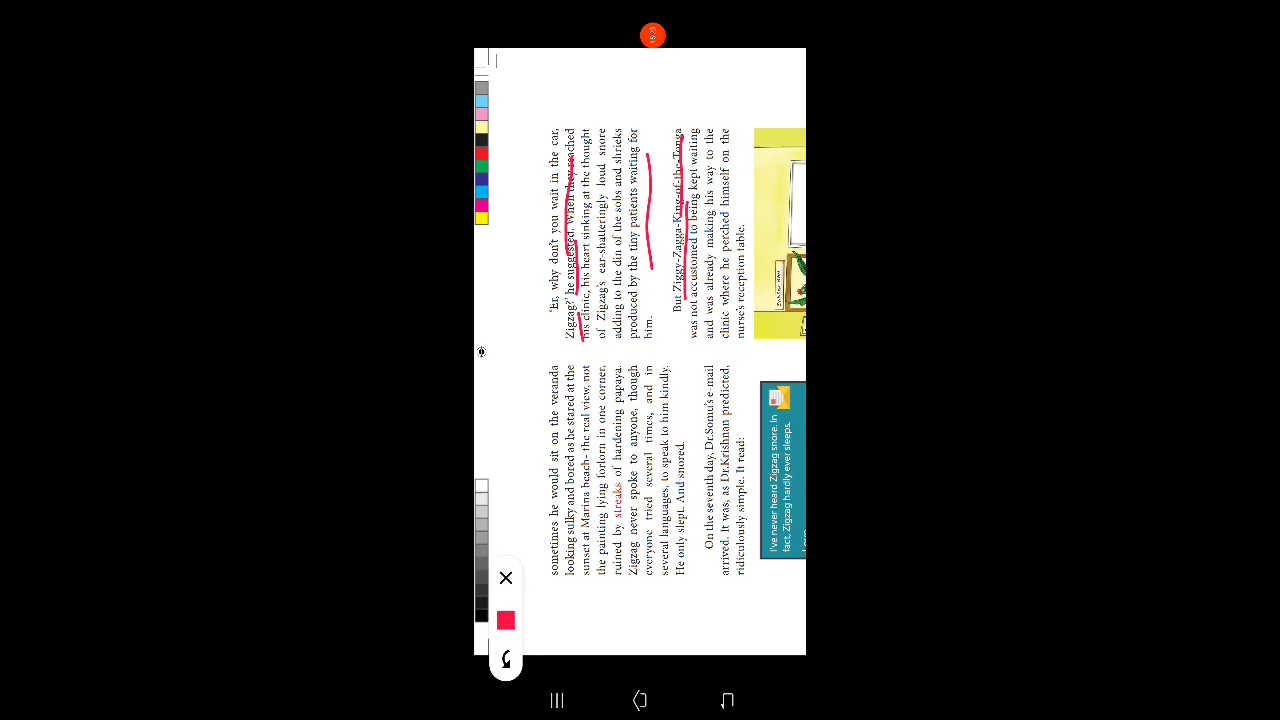 15:23
sometimes he would sit on the veranda
looking sulky and bored as he stared at the
sunset at Marina beach- the real view, not
the painting lying forlorn in one corner,
ruined by streaks of hardening papaya.
Zigzag never spoke to anyone, though
everyone tried several times, and in
several languages, to speak to him kindly.
He only slept. And snored.
On the seventh day, Dr.Somu's e-mail
arrived. It was, as Dr.Krishnan predicted,
ridiculously simple. It read:
I've never heard Zigzag snore. In
fact, Zigzag hardly ever sleeps.
Love
'Er, why don't you wait in the car,
Zigzag?' he suggested. When they reached
his clinic, his heart sinking at the thought
of Zigzag's ear-shatteringly loud snore
adding to the din of the sobs and shrieks
produced by the tiny patients waiting for
him.
But Ziggy-Zagga-King-of-the-Tonga
was not accustomed to being kept waiting
and was already making his way to the
clinic where he perched himself on the
nurse's reception table.